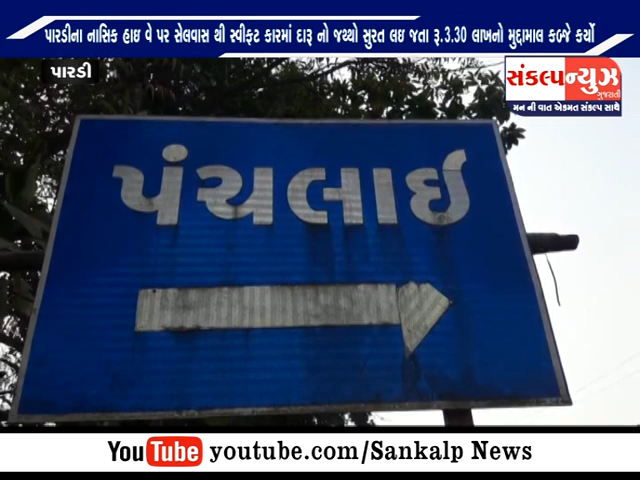 પારડીના નાસિક હાઇ વે પર સેલવાસ થી સ્વીફટ કારમાં દારૂ નો જથ્થો સુરત લઇ જતા રૂ.3.30 લાખનો મુદ્દામાલ કબ્જે કર્યો
પારડી
સંકલ્પન્યુઝ
ગુજરાતી
મન ની વાત એકમત સંકલ્પ સાથે
પંચલાઈ
YouTube youtube.com/Sankalp News